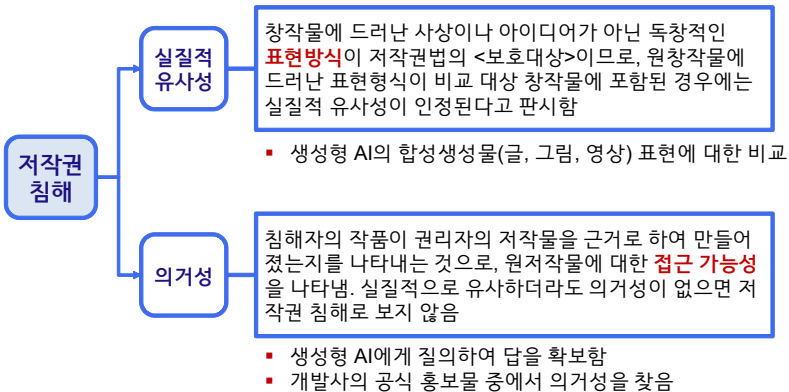 창작물에 드러난 사상이나 아이디어가 아닌 독창적인
표현방식이 저작권법의 <보호대상>이므로, 원창작물에
드러난 표현형식이 비교 대상 창작물에 포함된 경우에는
실질적 유사성이 인정된다고 판시함
실질적
유사성
▪ 생성형 AI의 합성생성물(글, 그림, 영상) 표현에 대한 비교
저작권
침해
침해자의 작품이 권리자의 저작물을 근거로 하여 만들어
졌는지를 나타내는 것으로, 원저작물에 대한 접근 가능성
을 나타냄. 실질적으로 유사하더라도 의거성이 없으면 저
작권 침해로 보지 않음
의거성
▪ 생성형 AI에게 질의하여 답을 확보함
▪ 개발사의 공식 홍보물 중에서 의거성을 찾음